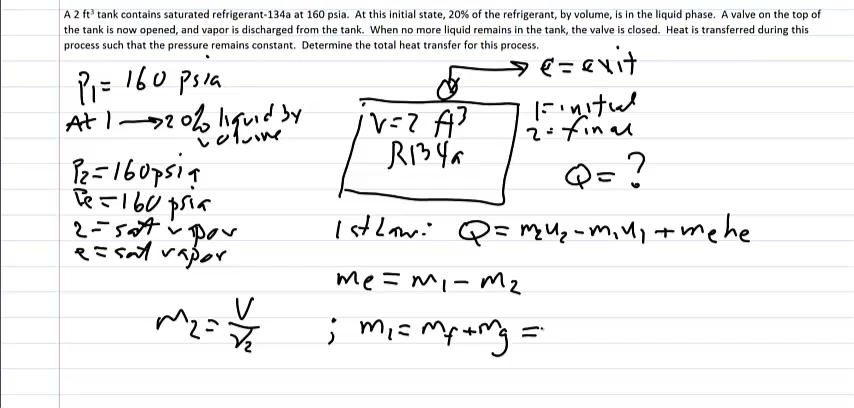 A 2 ft³ tank contains saturated refrigerant-134a at 160 psia.  At this initial state, 20% of the refrigerant, by volume, is in the liquid phase.  A valve on the top of
the tank is now opened, and vapor is discharged from the tank.  When no more liquid remains in the tank, the valve is closed.  Heat is transferred during this
process such that the pressure remains constant.  Determine the total heat transfer for this process.
P₁ = 160 psia
At 1 → 20% liquid by volume
P₂ = 160 psia
Pe = 160 psia
2 = sat vapor
e = sat vapor
V = 2 ft³
R134a
e = exit
1 = initial
2 = final
Q = ?
1st Law: Q = m₂u₂ - m₁u₁ + mehe
me = m₁ - m₂
m₂ = V/v₂ ; m₁ = mf + mg =